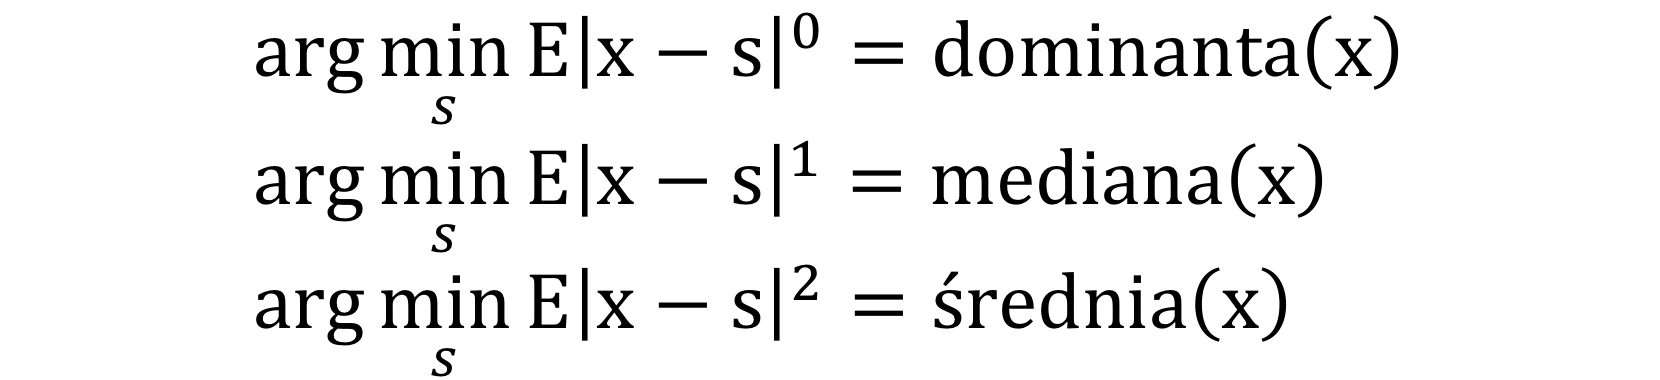 arg min E|x − s|⁰ = dominanta(x)
s
arg min E|x − s|¹ = mediana(x)
s
arg min E|x − s|² = średnia(x)
s